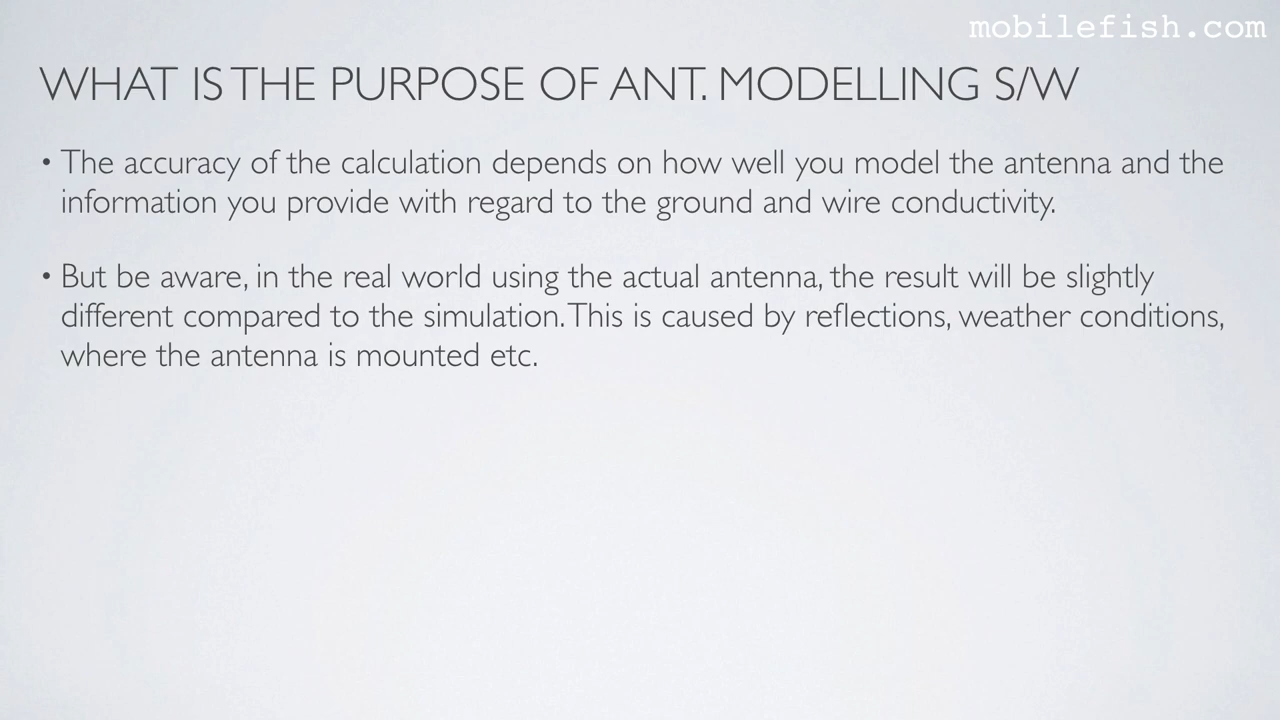 mobilefish.com
WHAT IS THE PURPOSE OF ANT. MODELLING S/W
• The accuracy of the calculation depends on how well you model the antenna and the
information you provide with regard to the ground and wire conductivity.
• But be aware, in the real world using the actual antenna, the result will be slightly
different compared to the simulation. This is caused by reflections, weather conditions,
where the antenna is mounted etc.